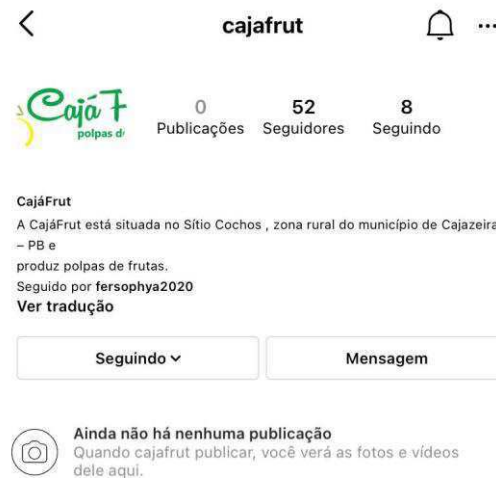 cajafrut
Cajá F
polpas d
0
52
8
Publicações
Seguidores
Seguindo
CajáFrut
A CajáFrut está situada no Sítio Cochos , zona rural do município de Cajazeira
– PB e
produz polpas de frutas.
Seguido por fersophya2020
Ver tradução
Seguindo
Mensagem
Ainda não há nenhuma publicação
Quando cajafrut publicar, você verá as fotos e vídeos
dele aqui.